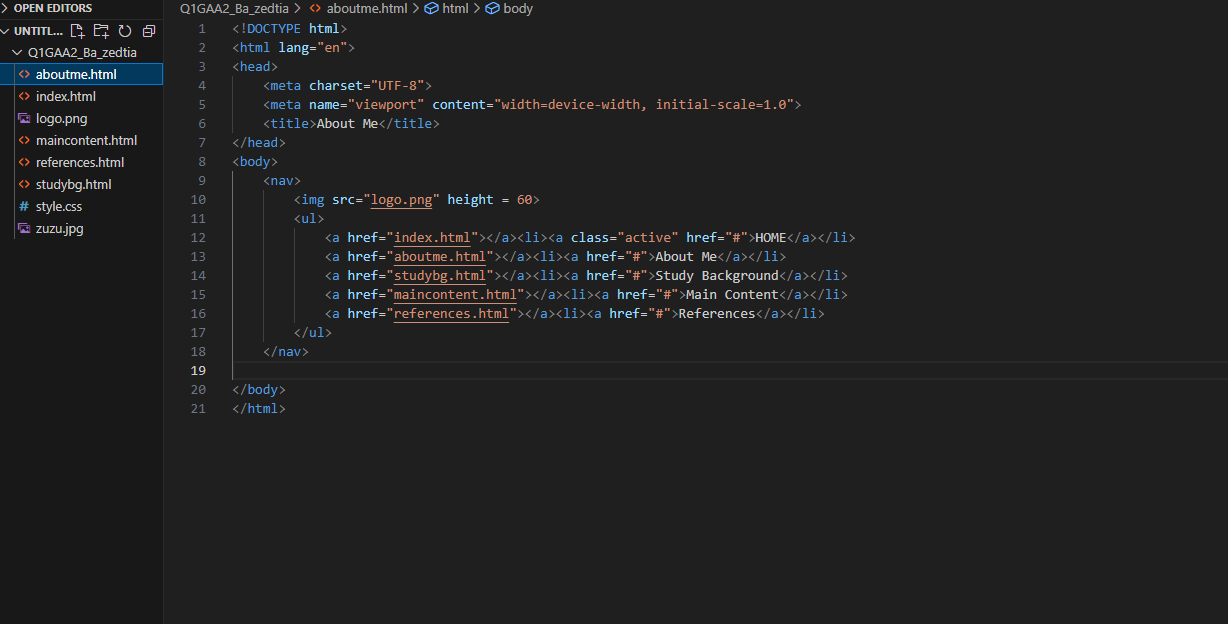 OPEN EDITORS
UNTITL...
Q1GAA2_Ba_zedtia
aboutme.html
index.html
logo.png
maincontent.html
references.html
studybg.html
# style.css
zuzu.jpg
Q1GAA2_Ba_zedtia > <> aboutme.html > html > body
1 <!DOCTYPE html>
2 <html lang="en">
3 <head>
4 <meta charset="UTF-8">
5 <meta name="viewport" content="width=device-width, initial-scale=1.0">
6 <title>About Me</title>
7 </head>
8 <body>
9 <nav>
10 <img src="logo.png" height = 60>
11 <ul>
12 <a href="index.html"></a><li><a class="active" href="#">HOME</a></li>
13 <a href="aboutme.html"></a><li><a href="#">About Me</a></li>
14 <a href="studybg.html"></a><li><a href="#">Study Background</a></li>
15 <a href="maincontent.html"></a><li><a href="#">Main Content</a></li>
16 <a href="references.html"></a><li><a href="#">References</a></li>
17 </ul>
18 </nav>
19
20 </body>
21 </html>